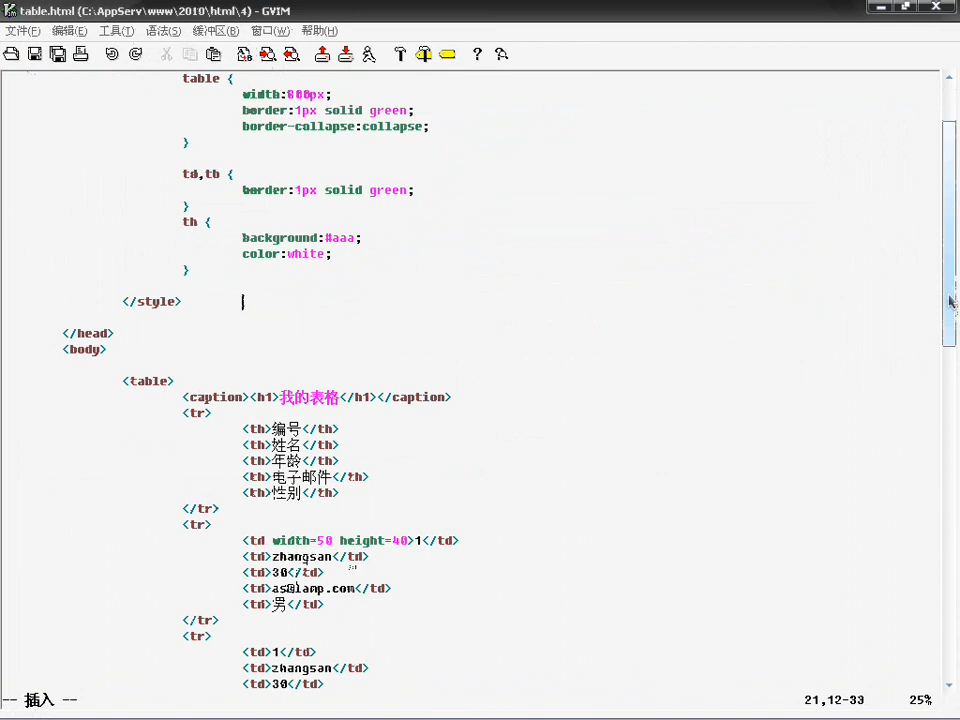 table.html (C:\AppServ\www\2010\html\4) - GVIM
文件(F) 编辑(E) 工具(T) 语法(S) 缓冲区(B) 窗口(W) 帮助(H)
table {
width:800px;
border:1px solid green;
border-collapse:collapse;
}
td,tb {
border:1px solid green;
}
th {
background:#aaa;
color:white;
}
</style>
</head>
<body>
<table>
<caption><h1>我的表格</h1></caption>
<tr>
<th>编号</th>
<th>姓名</th>
<th>年龄</th>
<th>电子邮件</th>
<th>性别</th>
</tr>
<tr>
<td width=50 height=40>1</td>
<td>zhangsan</td>
<td>30</td>
<td>as@lamp.com</td>
<td>男</td>
</tr>
<tr>
<td>1</td>
<td>zhangsan</td>
<td>30</td>
-- 插入 -- 21,12-33 25%